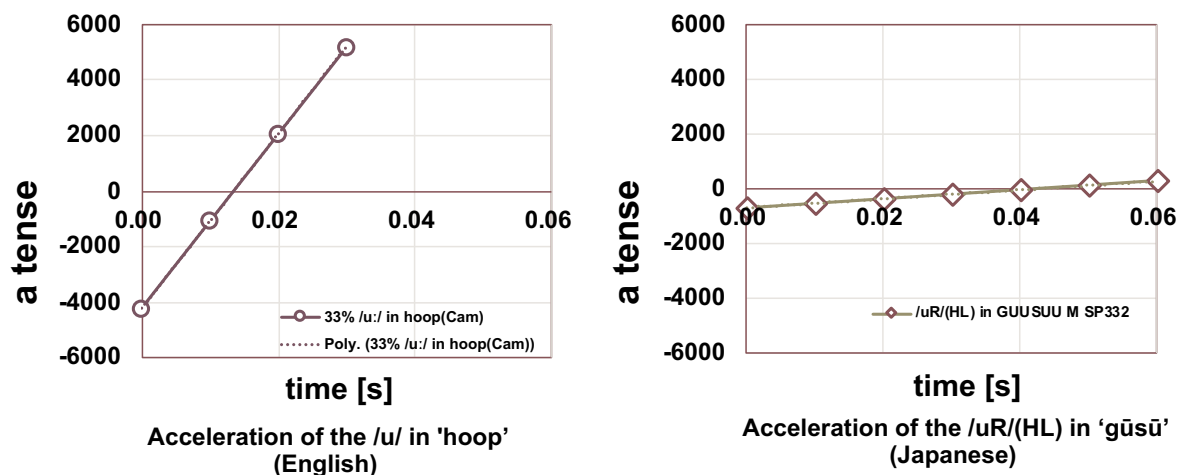 6000
4000
2000
0
-2000
-4000
-6000
0.00
0.02
0.04
0.06
a tense
33% /u:/ in hoop(Cam)
Poly. (33% /u:/ in hoop(Cam))
time [s]
Acceleration of the /u/ in 'hoop’
(English)
6000
4000
2000
0
-2000
-4000
-6000
0.00
0.02
0.04
0.06
a tense
/uR/(HL) in GUUSUU M SP332
time [s]
Acceleration of the /uR/(HL) in ‘gūsū’
(Japanese)